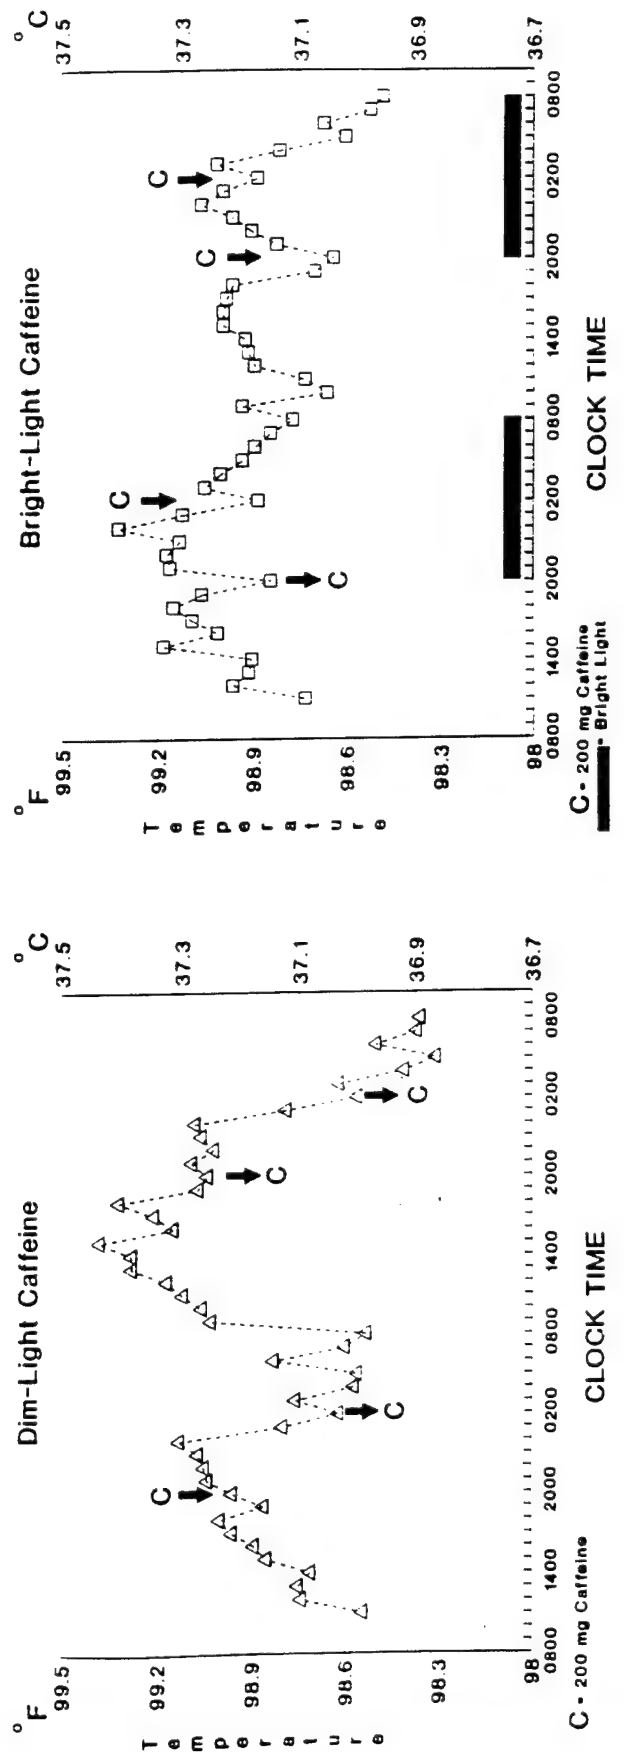 Dim-Light Caffeine
°F
°C
99.5
99.2
98.9
98.6
98.3
98
37.5
37.3
37.1
36.9
36.7
Temperature
C
C
C
C
0800
1400
2000
0200
0800
1400
2000
0200
0800
CLOCK TIME
C - 200 mg Caffeine
Bright-Light Caffeine
°F
°C
99.5
99.2
98.9
98.6
98.3
98
37.5
37.3
37.1
36.9
36.7
Temperature
C
C
C
C
0800
1400
2000
0200
0800
1400
2000
0200
0800
CLOCK TIME
C - 200 mg Caffeine
" Bright Light